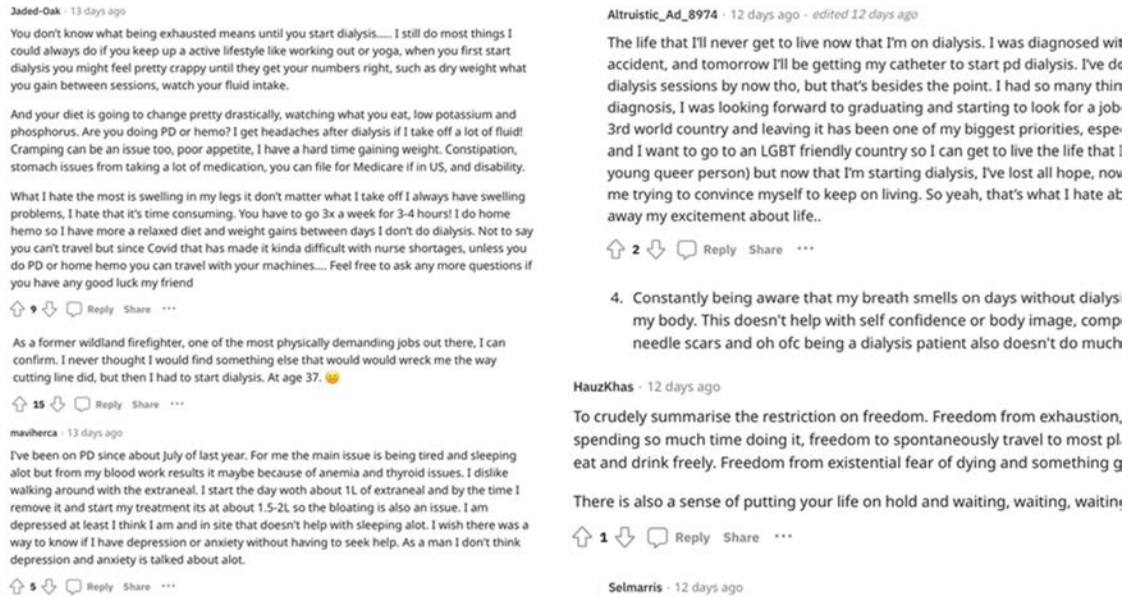 Jaded-Oak · 13 days ago
You don't know what being exhausted means until you start dialysis..... I still do most things I
could always do if you keep up a active lifestyle like working out or yoga, when you first start
dialysis you might feel pretty crappy until they get your numbers right, such as dry weight what
you gain between sessions, watch your fluid intake.
And your diet is going to change pretty drastically, watching what you eat, low potassium and
phosphorus. Are you doing PD or hemo? I get headaches after dialysis if I take off a lot of fluid!
Cramping can be an issue too, poor appetite, I have a hard time gaining weight. Constipation,
stomach issues from taking a lot of medication, you can file for Medicare if in US, and disability.
What I hate the most is swelling in my legs it don't matter what I take off I always have swelling
problems, I hate that it's time consuming. You have to go 3x a week for 3-4 hours! I do home
hemo so I have more a relaxed diet and weight gains between days I don't do dialysis. Not to say
you can't travel but since Covid that has made it kinda difficult with nurse shortages, unless you
do PD or home hemo you can travel with your machines.... Feel free to ask any more questions if
you have any good luck my friend
9 Reply Share ...
As a former wildland firefighter, one of the most physically demanding jobs out there, I can
confirm. I never thought I would find something else that would would wreck me the way
cutting line did, but then I had to start dialysis. At age 37.
15 Reply Share ...
maviherca · 13 days ago
I've been on PD since about July of last year. For me the main issue is being tired and sleeping
alot but from my blood work results it maybe because of anemia and thyroid issues. I dislike
walking around with the extraneal. I start the day woth about 1L of extraneal and by the time I
remove it and start my treatment its at about 1.5-2L so the bloating is also an issue. I am
depressed at least I think I am and in site that doesn't help with sleeping alot. I wish there was a
way to know if I have depression or anxiety without having to seek help. As a man I don't think
depression and anxiety is talked about alot.
5 Reply Share ...
Altruistic_Ad_8974 · 12 days ago · edited 12 days ago
The life that I'll never get to live now that I'm on dialysis. I was diagnosed wit
accident, and tomorrow I'll be getting my catheter to start pd dialysis. I've do
dialysis sessions by now tho, but that's besides the point. I had so many thin
diagnosis, I was looking forward to graduating and starting to look for a job
3rd world country and leaving it has been one of my biggest priorities, espe
and I want to go to an LGBT friendly country so I can get to live the life that I
young queer person) but now that I'm starting dialysis, I've lost all hope, now
me trying to convince myself to keep on living. So yeah, that's what I hate ab
away my excitement about life..
2 Reply Share ...
4. Constantly being aware that my breath smells on days without dialysi
my body. This doesn't help with self confidence or body image, comp
needle scars and oh ofc being a dialysis patient also doesn't do much
HauzKhas · 12 days ago
To crudely summarise the restriction on freedom. Freedom from exhaustion,
spending so much time doing it, freedom to spontaneously travel to most pl
eat and drink freely. Freedom from existential fear of dying and something g
There is also a sense of putting your life on hold and waiting, waiting, waiting
1 Reply Share ...
Selmarris · 12 days ago